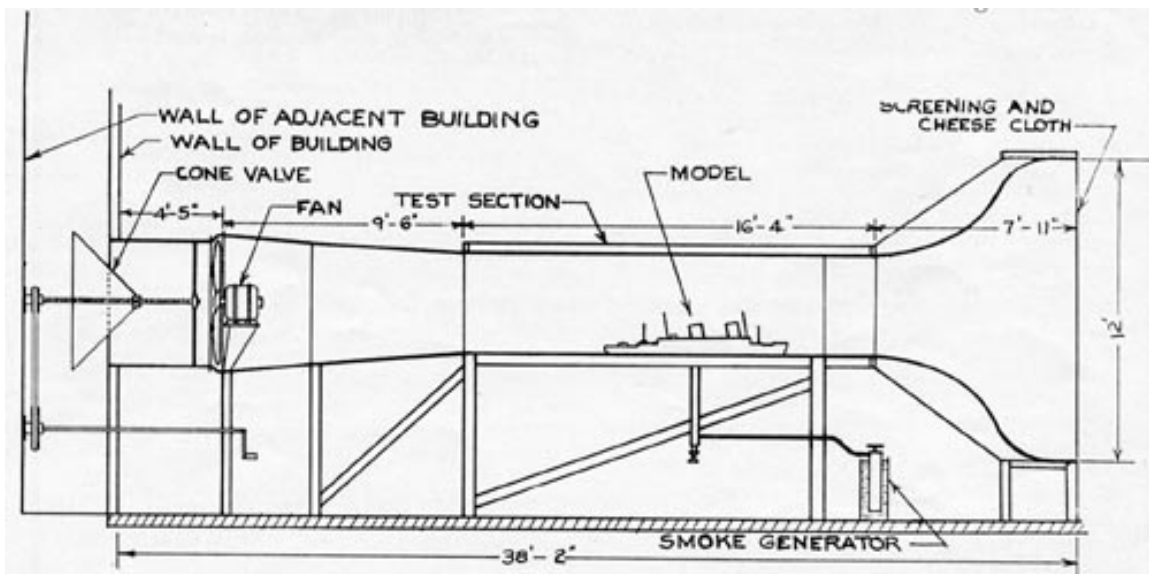 SCREENING AND
CHEESE CLOTH
WALL OF ADJACENT BUILDING
WALL OF BUILDING
CONE VALVE
MODEL
TEST SECTION
FAN
4'-5"
9'-6"
16'-4"
7'-11"
12'
SMOKE GENERATOR
38'-2"